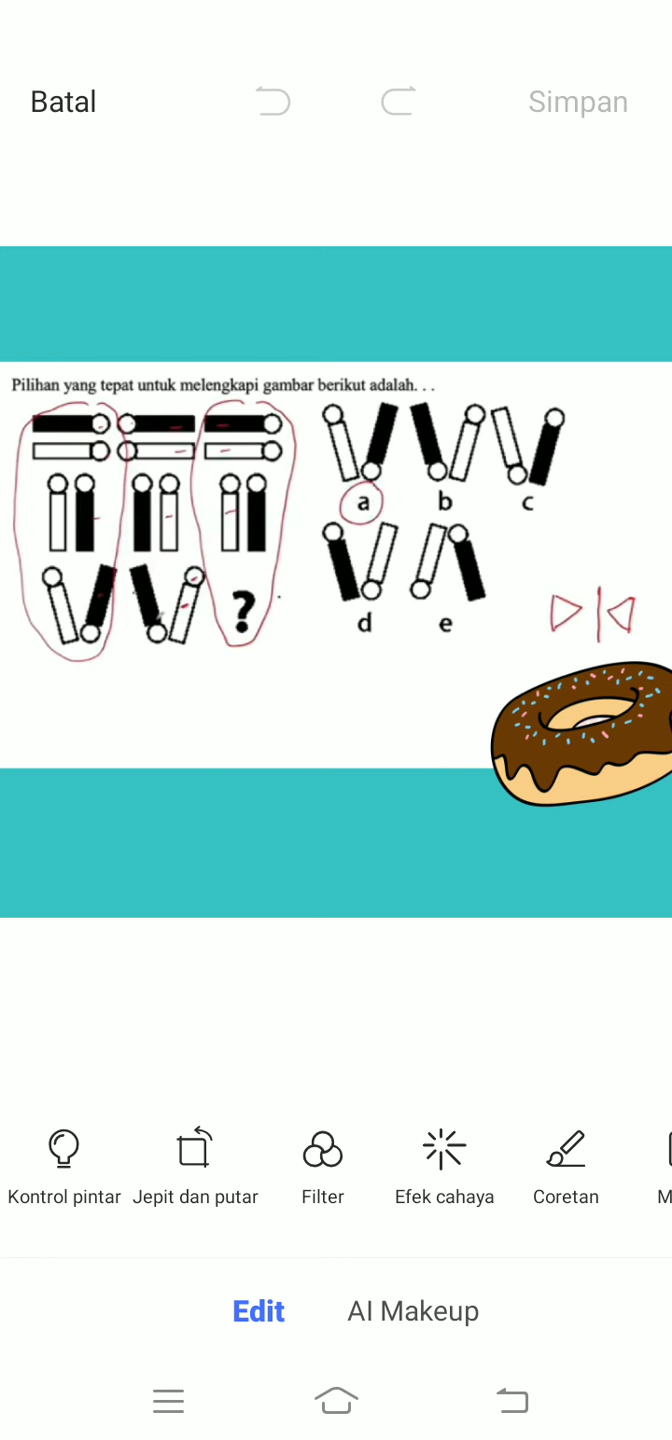 Batal
Simpan
Pilihan yang tepat untuk melengkapi gambar berikut adalah. . .
a b c
?
d e
Kontrol pintar Jepit dan putar Filter Efek cahaya Coretan M
Edit AI Makeup